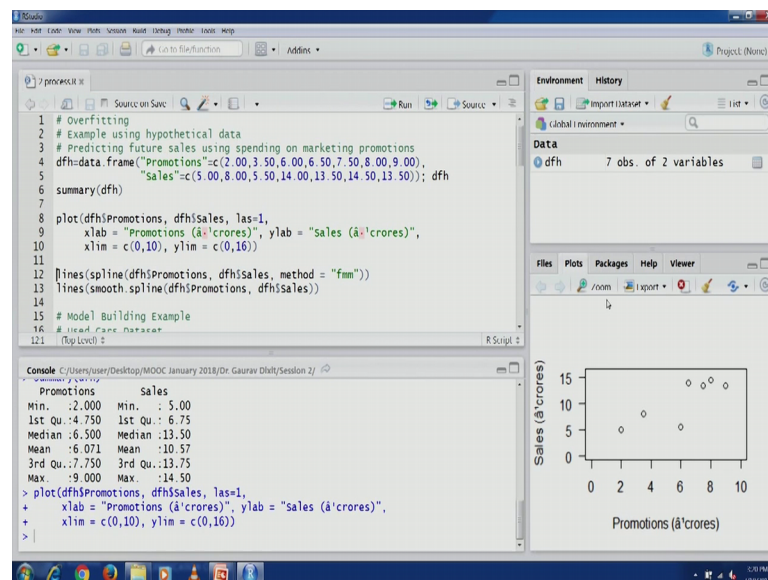 RStudio
File Edit Code View Plots Session Build Debug Profile Tools Help
Go to file/function Addins Project: (None)
2 process.R
Source on Save Run Source
1 # Overfitting
2 # Example using hypothetical data
3 # Predicting future sales using spending on marketing promotions
4 dfh=data.frame("Promotions"=c(2.00,3.50,6.00,6.50,7.50,8.00,9.00),
5 "Sales"=c(5.00,8.00,5.50,14.00,13.50,14.50,13.50)); dfh
6 summary(dfh)
7
8 plot(dfh$Promotions, dfh$Sales, las=1,
9 xlab = "Promotions (â‚¹crores)", ylab = "Sales (â‚¹crores)",
10 xlim = c(0,10), ylim = c(0,16))
11
12 lines(spline(dfh$Promotions, dfh$Sales, method = "fmm"))
13 lines(smooth.spline(dfh$Promotions, dfh$Sales))
14
15 # Model Building Example
16 # Used Cars Dataset
12:1 (Top Level) R Script
Console C:/Users/user/Desktop/MOOC January 2018/Dr. Gaurav Dixit/Session 2/
> summary(dfh)
Promotions Sales
Min. :2.000 Min. : 5.00
1st Qu.:4.750 1st Qu.: 6.75
Median :6.500 Median :13.50
Mean :6.071 Mean :10.57
3rd Qu.:7.750 3rd Qu.:13.75
Max. :9.000 Max. :14.50
> plot(dfh$Promotions, dfh$Sales, las=1,
+ xlab = "Promotions (â'crores)", ylab = "Sales (â'crores)",
+ xlim = c(0,10), ylim = c(0,16))
>
Environment History
Import Dataset List
Global Environment
Data
dfh 7 obs. of 2 variables
Files Plots Packages Help Viewer
Zoom Export
Sales (â¹crores)
15
10
5
0
0 2 4 6 8 10
Promotions (â¹crores)